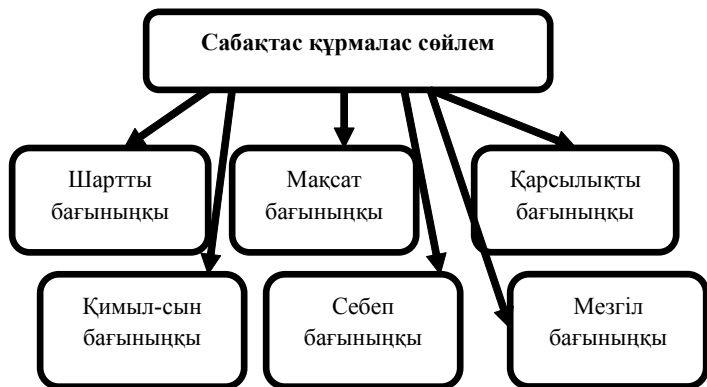 Сабақтас құрмалас сөйлем
Шартты
бағыныңқы
Мақсат
бағыныңқы
Қарсылықты
бағыныңқы
Қимыл-сын
бағыныңқы
Себеп
бағыныңқы
Мезгіл
бағыныңқы